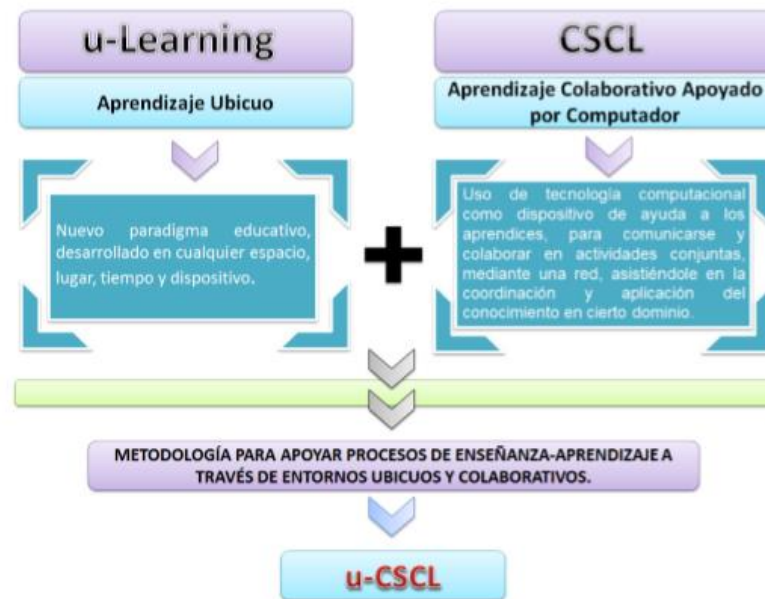 u-Learning
Aprendizaje Ubicuo
Nuevo paradigma educativo,
desarrollado en cualquier espacio,
lugar, tiempo y dispositivo.
CSCL
Aprendizaje Colaborativo Apoyado
por Computador
Uso de tecnología computacional
como dispositivo de ayuda a los
aprendices, para comunicarse y
colaborar en actividades conjuntas,
mediante una red, asistiéndole en la
coordinación y aplicación del
conocimiento en cierto dominio.
METODOLOGÍA PARA APOYAR PROCESOS DE ENSEÑANZA-APRENDIZAJE A
TRAVÉS DE ENTORNOS UBICUOS Y COLABORATIVOS.
u-CSCL